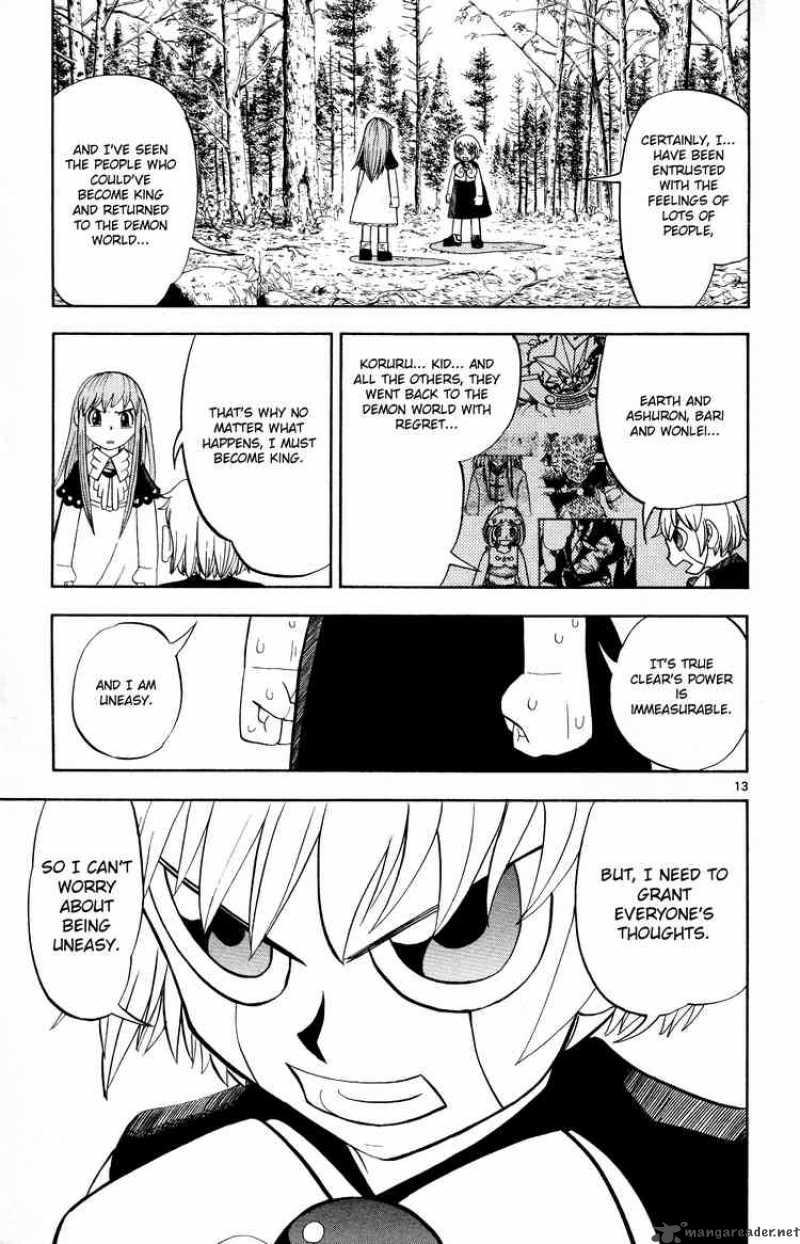 CERTAINLY, I...
HAVE BEEN
ENTRUSTED
WITH THE
FEELINGS OF
LOTS OF
PEOPLE,
AND I'VE SEEN
THE PEOPLE WHO
COULD'VE
BECOME KING
AND RETURNED
TO THE DEMON
WORLD...
EARTH AND
ASHURON, BARI
AND WONLEI...
KORURU... KID... AND
ALL THE OTHERS, THEY
WENT BACK TO THE
DEMON WORLD WITH
REGRET...
THAT'S WHY NO
MATTER WHAT
HAPPENS, I MUST
BECOME KING.
IT'S TRUE
CLEAR'S POWER
IS
IMMEASURABLE.
AND I AM
UNEASY.
13
BUT, I NEED TO
GRANT
EVERYONE'S
THOUGHTS.
SO I CAN'T
WORRY
ABOUT
BEING
UNEASY.
mangareader.net